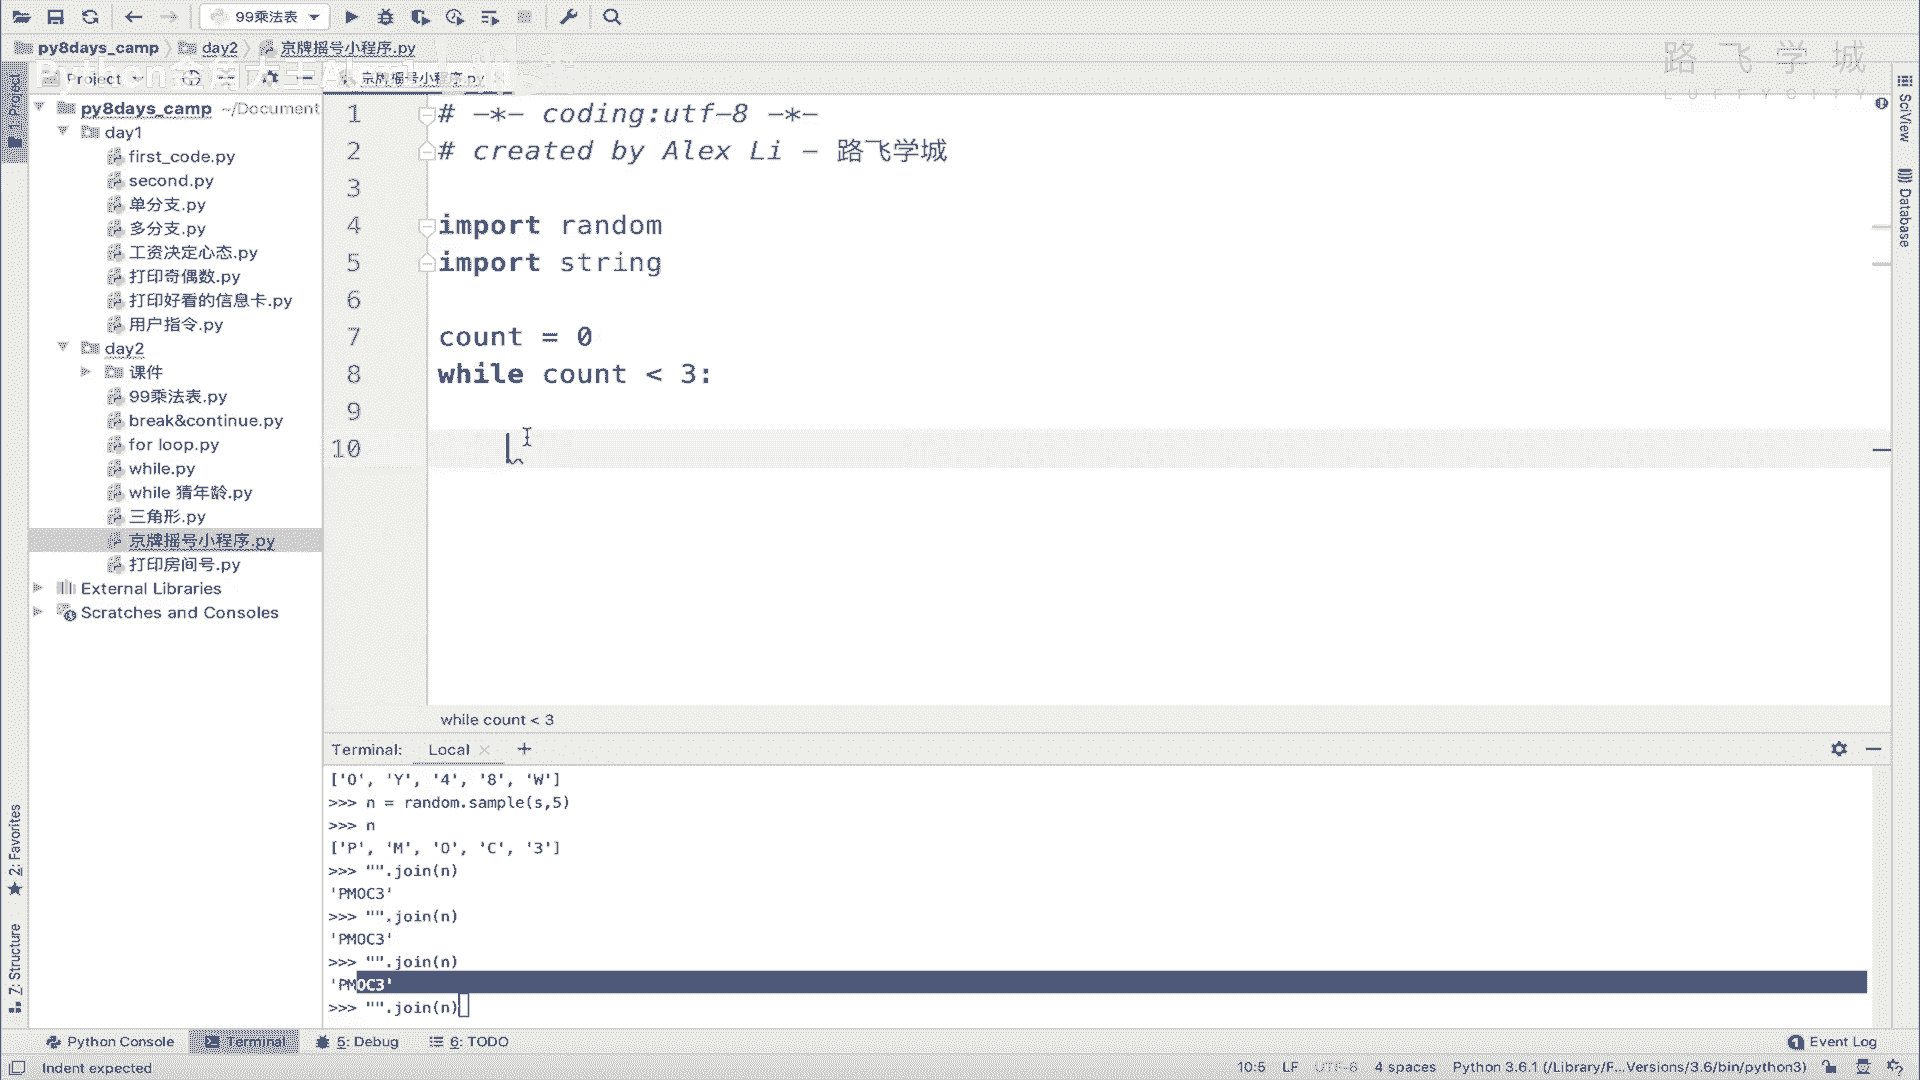 99乘法表
py8days_camp
day2
京牌摇号小程序.py
路飞学城
LUFFYCITY
Project
京牌摇号小程序.py
py8days_camp ~/Document
day1
first_code.py
second.py
单分支.py
多分支.py
工资决定心态.py
打印奇偶数.py
打印好看的信息卡.py
用户指令.py
day2
课件
99乘法表.py
break&continue.py
for loop.py
while.py
while 猜年龄.py
三角形.py
京牌摇号小程序.py
打印房间号.py
External Libraries
Scratches and Consoles
1 # -*- coding:utf-8 -*-
2 # created by Alex Li - 路飞学城
3
4 import random
5 import string
6
7 count = 0
8 while count < 3:
9
10
while count < 3
SciView
Database
2: Favorites
7: Structure
Terminal: Local
['O', 'Y', '4', '8', 'W']
>>> n = random.sample(s,5)
>>> n
['P', 'M', 'O', 'C', '3']
>>> "".join(n)
'PMOC3'
>>> "".join(n)
'PMOC3'
>>> "".join(n)
'PMOC3'
>>> "".join(n)
Python Console
Terminal
5: Debug
6: TODO
1 Event Log
Indent expected
10:5 LF UTF-8 4 spaces Python 3.6.1 (/Library/F...Versions/3.6/bin/python3)